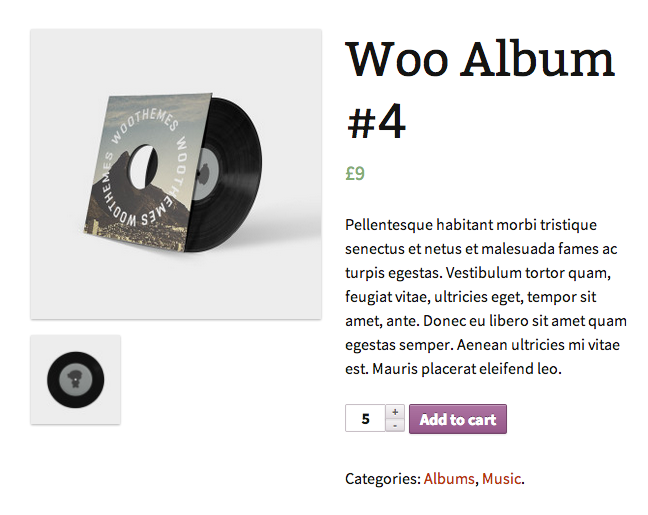 Woo Album
#4
£9
WOOTHEMES WOOTHEMES WOOTHEMES
Pellentesque habitant morbi tristique
senectus et netus et malesuada fames ac
turpis egestas. Vestibulum tortor quam,
feugiat vitae, ultricies eget, tempor sit
amet, ante. Donec eu libero sit amet quam
egestas semper. Aenean ultricies mi vitae
est. Mauris placerat eleifend leo.
5 + - Add to cart
Categories: Albums, Music.